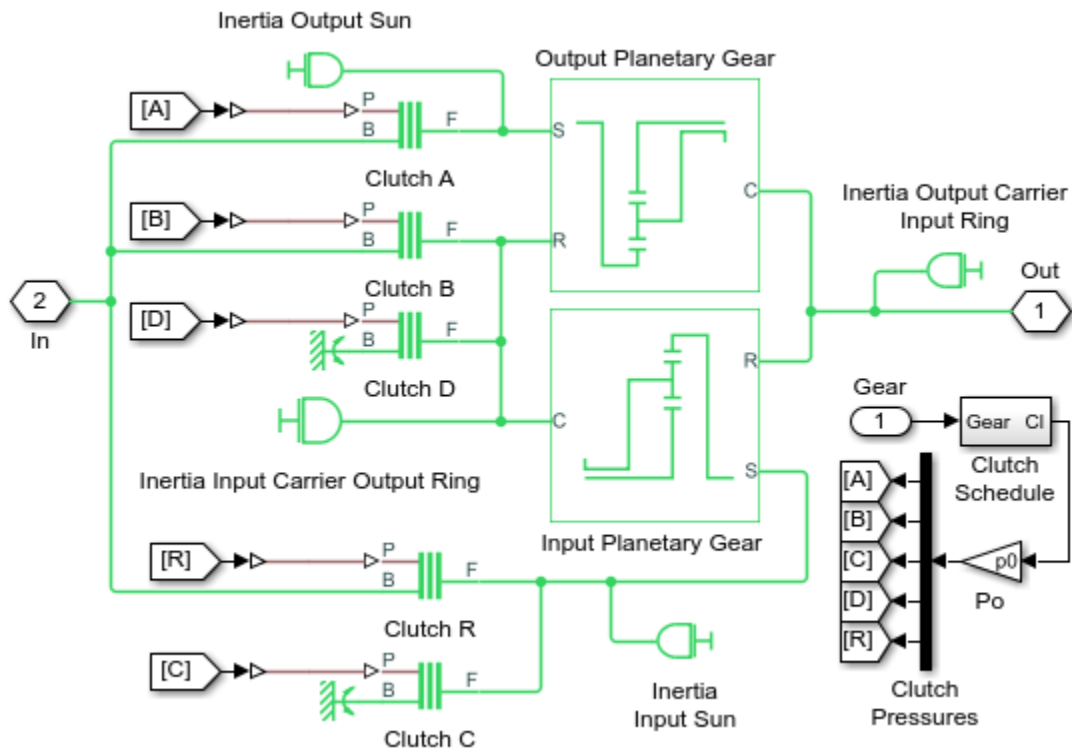 Inertia Output Sun
Output Planetary Gear
[A]
P
B
F
S
Clutch A
C
Inertia Output Carrier
Input Ring
[B]
P
B
F
R
Clutch B
2
In
[D]
P
B
F
Clutch D
Out
1
R
C
Inertia Input Carrier Output Ring
S
Input Planetary Gear
Gear
1
Gear
Cl
Clutch
Schedule
[A]
[B]
[C]
[D]
[R]
p0
Po
Clutch
Pressures
[R]
P
B
F
Clutch R
[C]
P
B
F
Clutch C
Inertia
Input Sun